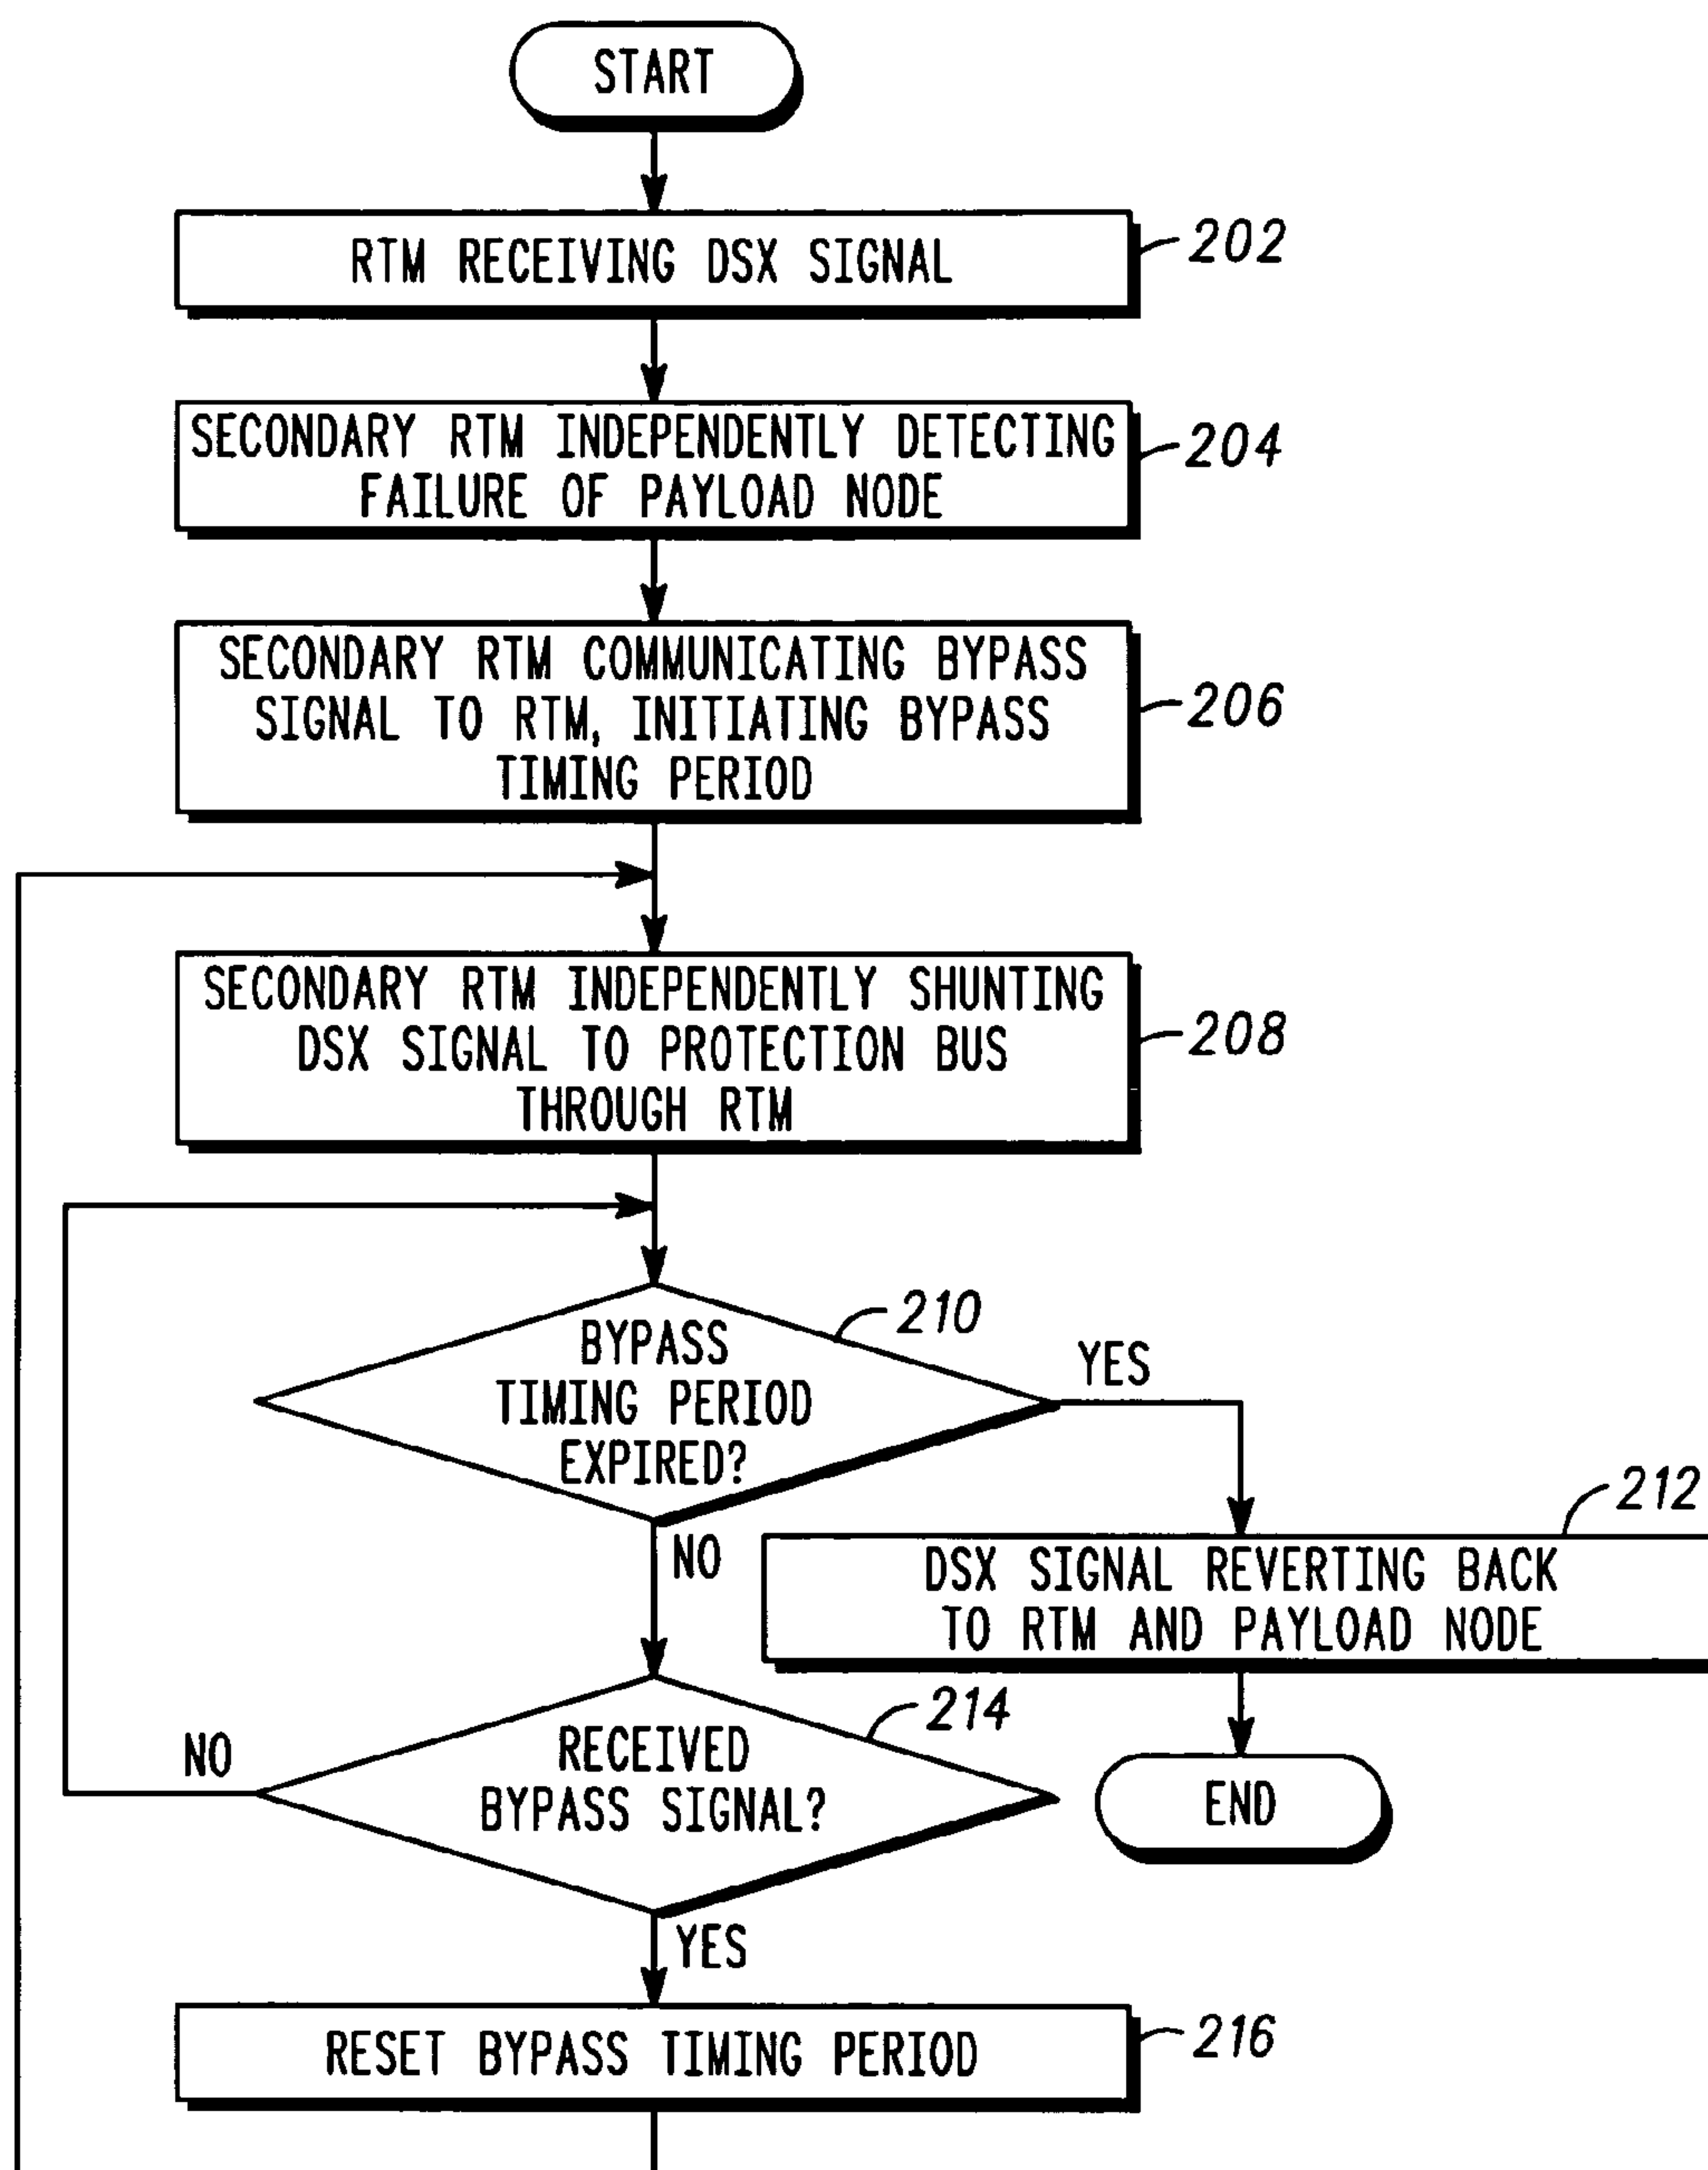 START
RTM RECEIVING DSX SIGNAL
202
SECONDARY RTM INDEPENDENTLY DETECTING
FAILURE OF PAYLOAD NODE
204
SECONDARY RTM COMMUNICATING BYPASS
SIGNAL TO RTM, INITIATING BYPASS
TIMING PERIOD
206
SECONDARY RTM INDEPENDENTLY SHUNTING
DSX SIGNAL TO PROTECTION BUS
THROUGH RTM
208
BYPASS
TIMING PERIOD
EXPIRED?
210
YES
NO
212
DSX SIGNAL REVERTING BACK
TO RTM AND PAYLOAD NODE
END
RECEIVED
BYPASS SIGNAL?
214
NO
YES
RESET BYPASS TIMING PERIOD
216